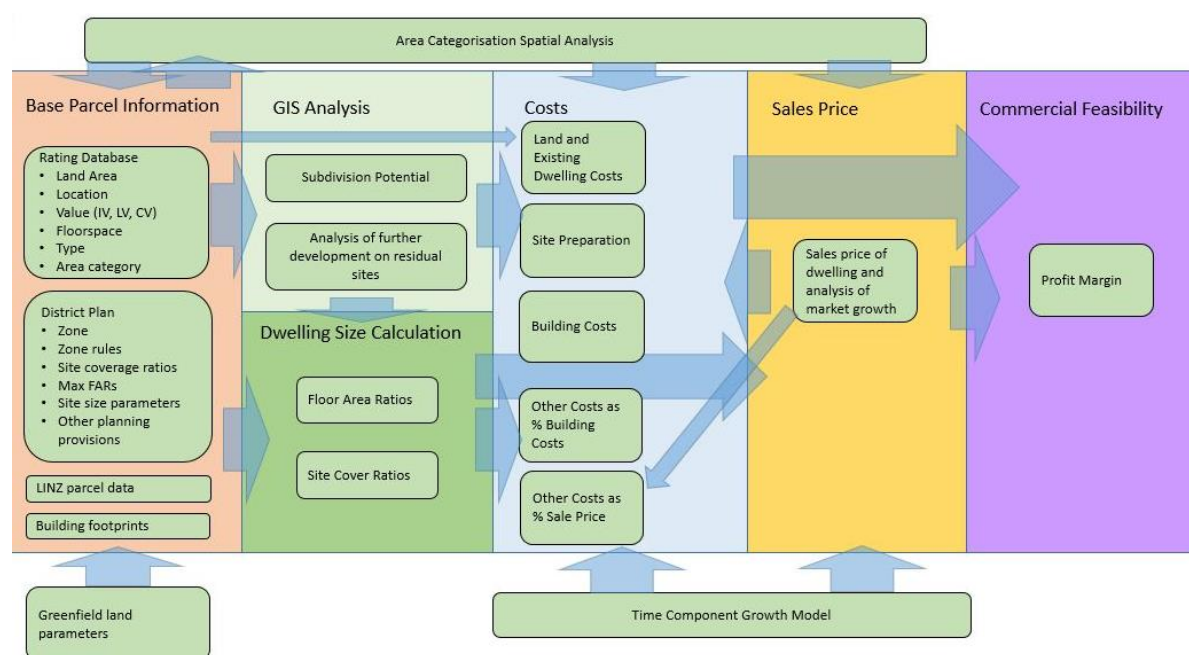 Area Categorisation Spatial Analysis
Base Parcel Information
Rating Database
• Land Area
• Location
• Value (IV, LV, CV)
• Floorspace
• Type
• Area category
District Plan
• Zone
• Zone rules
• Site coverage ratios
• Max FARs
• Site size parameters
• Other planning
provisions
LINZ parcel data
Building footprints
Greenfield land
parameters
GIS Analysis
Subdivision Potential
Analysis of further
development on residual
sites
Dwelling Size Calculation
Floor Area Ratios
Site Cover Ratios
Costs
Land and
Existing
Dwelling Costs
Site Preparation
Building Costs
Other Costs as
% Building
Costs
Other Costs as
% Sale Price
Sales Price
Sales price of
dwelling and
analysis of
market growth
Commercial Feasibility
Profit Margin
Time Component Growth Model